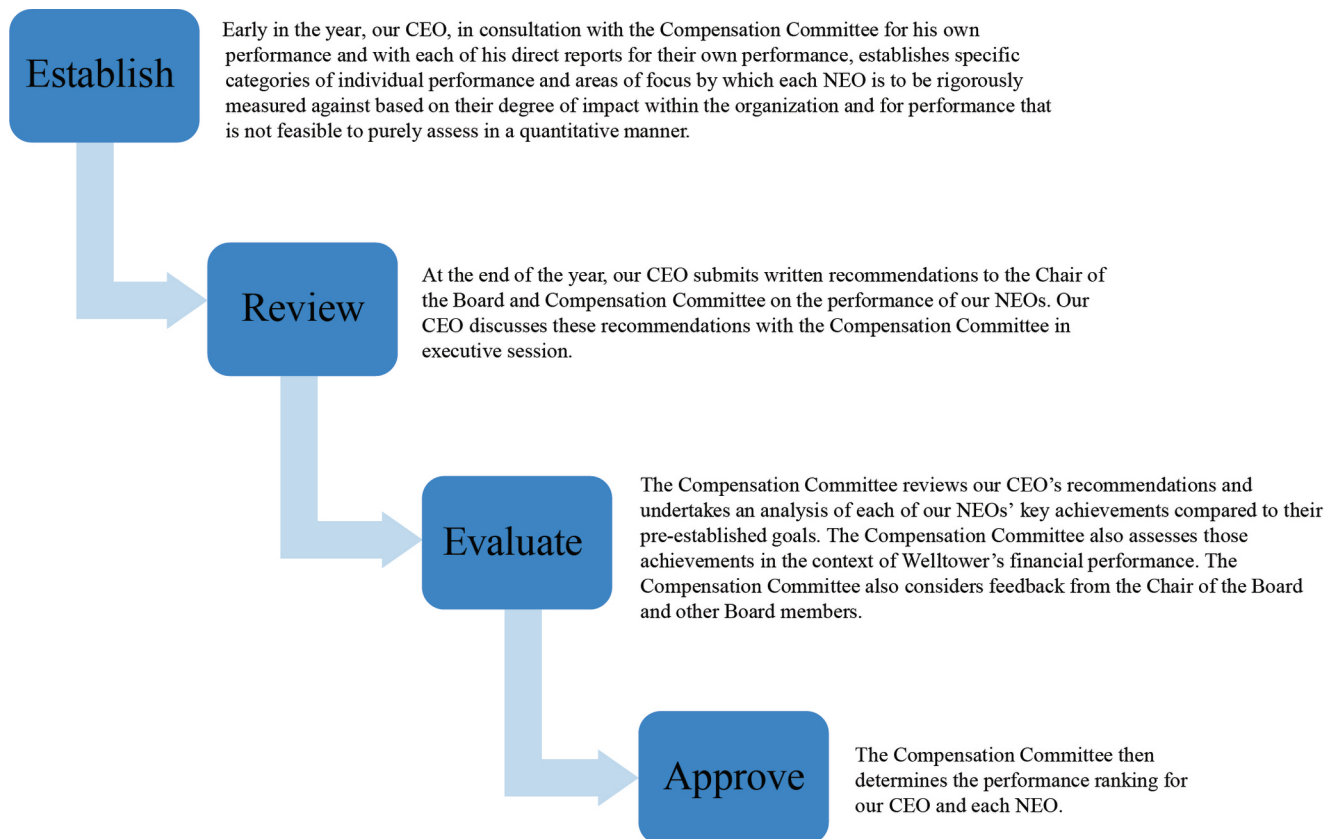 Establish
Early in the year, our CEO, in consultation with the Compensation Committee for his own
performance and with each of his direct reports for their own performance, establishes specific
categories of individual performance and areas of focus by which each NEO is to be rigorously
measured against based on their degree of impact within the organization and for performance that
is not feasible to purely assess in a quantitative manner.
Review
At the end of the year, our CEO submits written recommendations to the Chair of
the Board and Compensation Committee on the performance of our NEOs. Our
CEO discusses these recommendations with the Compensation Committee in
executive session.
Evaluate
The Compensation Committee reviews our CEO’s recommendations and
undertakes an analysis of each of our NEOs’ key achievements compared to their
pre-established goals. The Compensation Committee also assesses those
achievements in the context of Welltower’s financial performance. The
Compensation Committee also considers feedback from the Chair of the Board
and other Board members.
Approve
The Compensation Committee then
determines the performance ranking for
our CEO and each NEO.